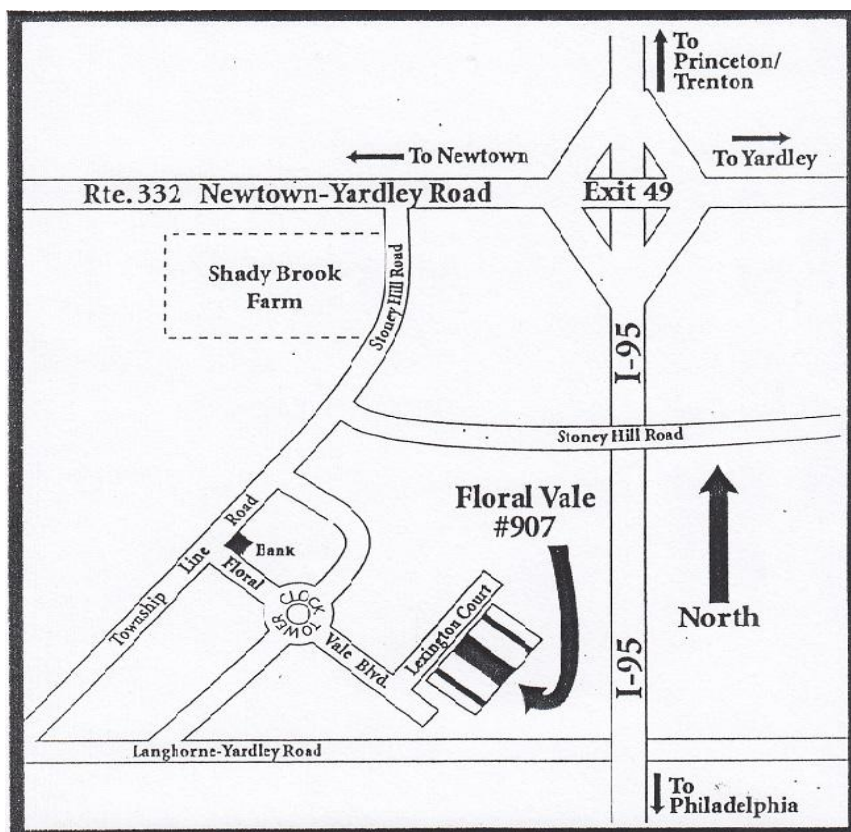 To
Princeton/
Trenton
To Newtown
To Yardley
Rte. 332 Newtown-Yardley Road
Exit 49
Shady Brook
Farm
Stoney Hill Road
I-95
Stoney Hill Road
Floral Vale
#907
Township Line Road
Bank
Floral Vale Blvd.
CLOCK
TOWER
Lexington Court
North
I-95
Langhorne-Yardley Road
To
Philadelphia